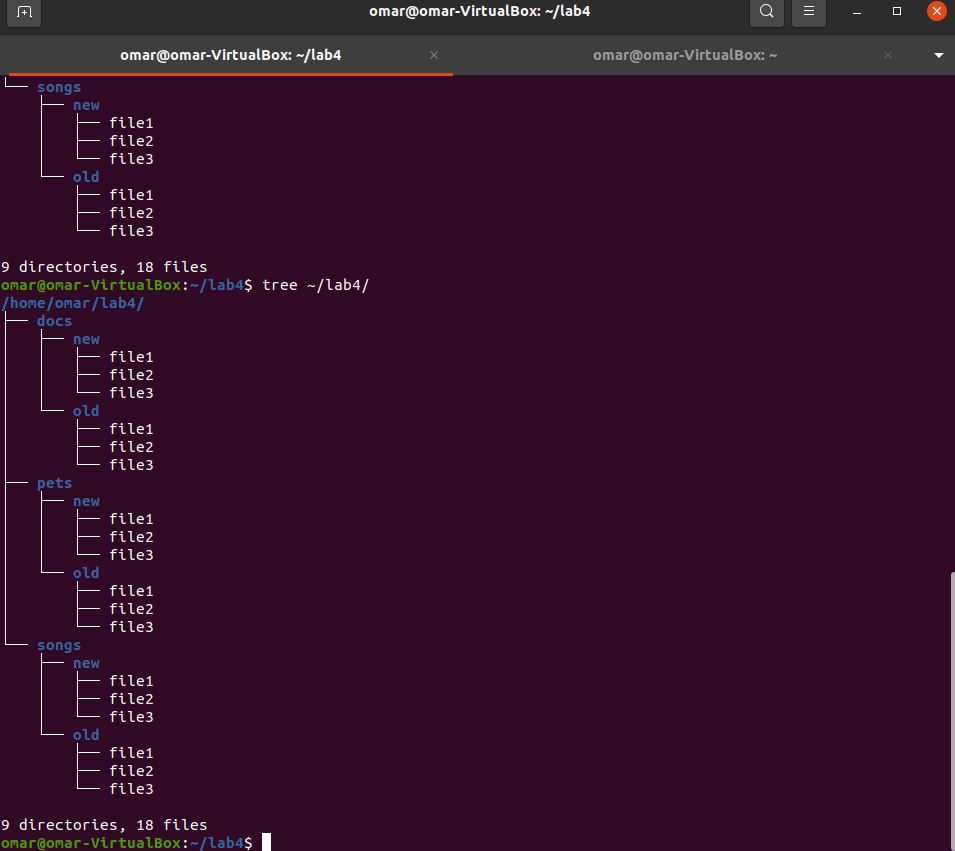 omar@omar-VirtualBox: ~/lab4
omar@omar-VirtualBox: ~/lab4
omar@omar-VirtualBox: ~
└── songs
    ├── new
    │   ├── file1
    │   ├── file2
    │   └── file3
    └── old
        ├── file1
        ├── file2
        └── file3
9 directories, 18 files
omar@omar-VirtualBox:~/lab4$ tree ~/lab4/
/home/omar/lab4/
├── docs
│   ├── new
│   │   ├── file1
│   │   ├── file2
│   │   └── file3
│   └── old
│       ├── file1
│       ├── file2
│       └── file3
├── pets
│   ├── new
│   │   ├── file1
│   │   ├── file2
│   │   └── file3
│   └── old
│       ├── file1
│       ├── file2
│       └── file3
└── songs
    ├── new
    │   ├── file1
    │   ├── file2
    │   └── file3
    └── old
        ├── file1
        ├── file2
        └── file3
9 directories, 18 files
omar@omar-VirtualBox:~/lab4$